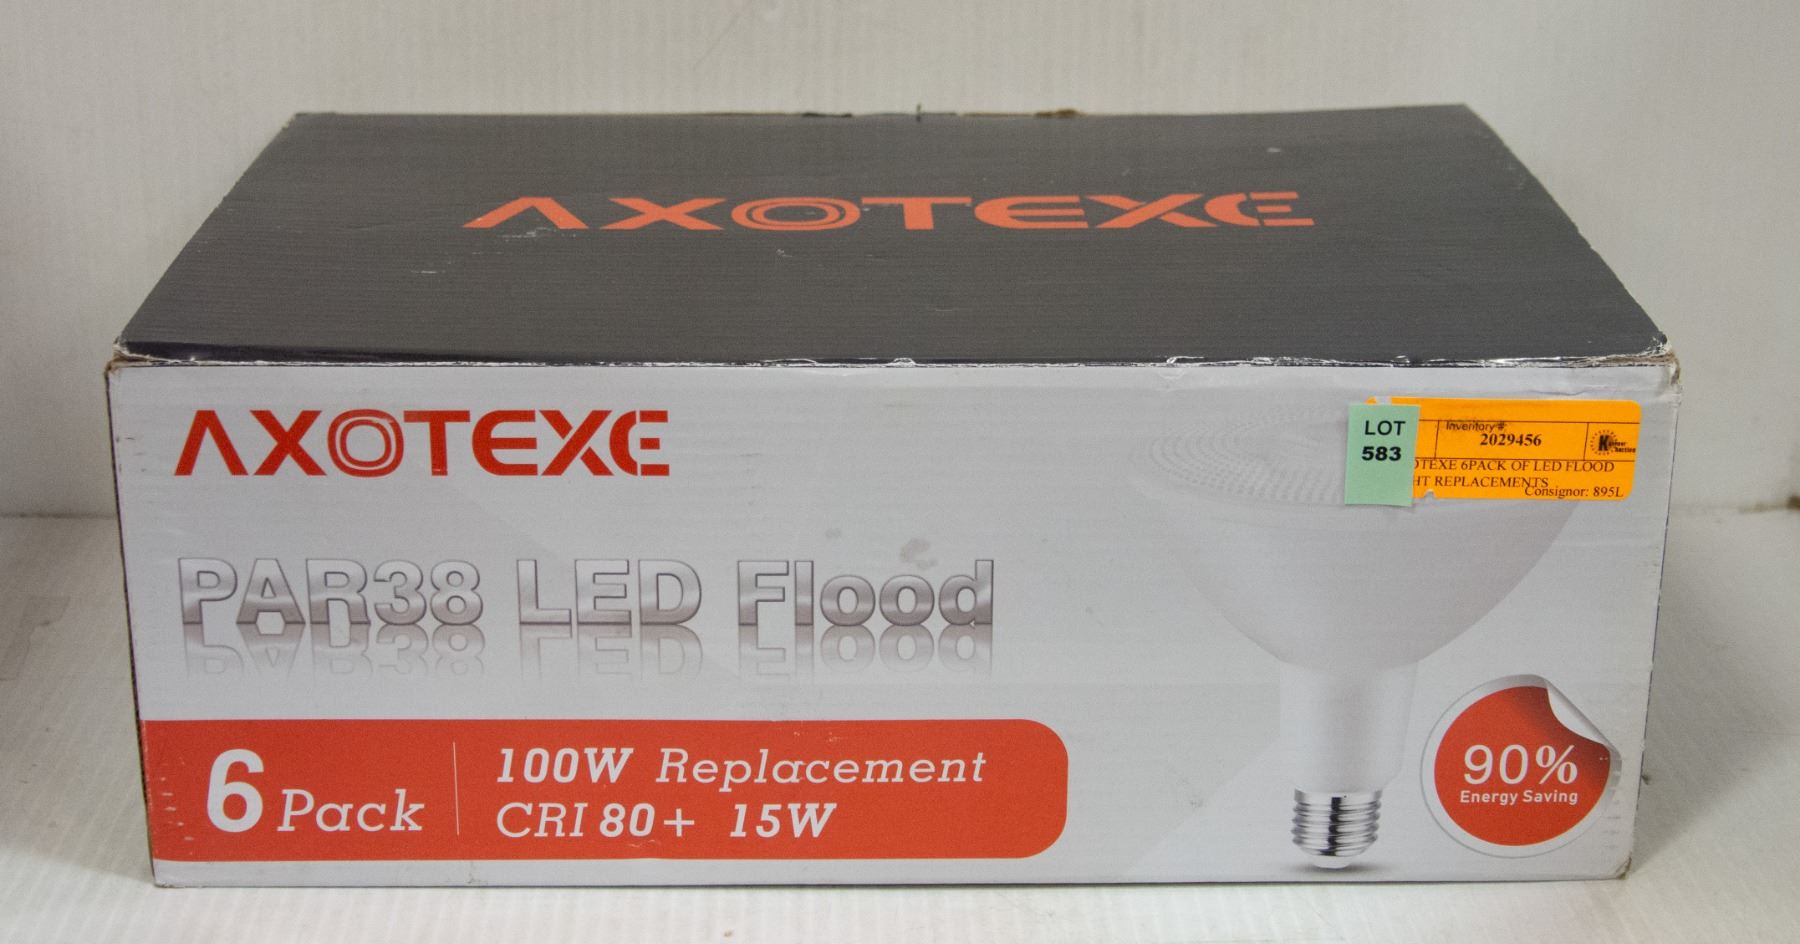 AXOTEXE
AXOTEXE
LOT
583
Inventory #
2029456
OTEXE 6PACK OF LED FLOOD
HT REPLACEMENTS
Consignor: 895L
PAR38 LED Flood
6 Pack
100W Replacement
CRI 80+ 15W
90%
Energy Saving